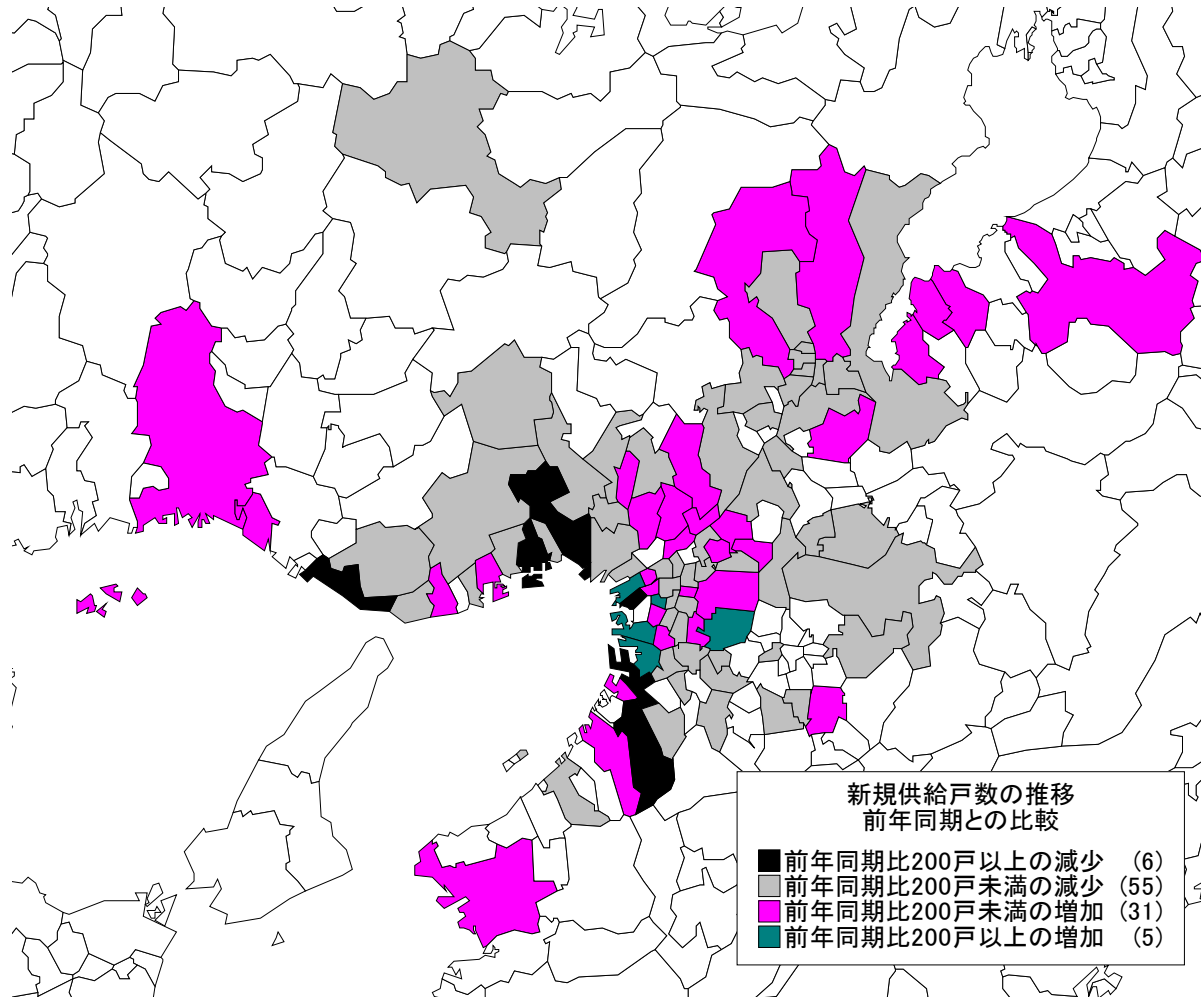 新規供給戸数の推移
前年同期との比較
前年同期比200戸以上の減少 (6)
前年同期比200戸未満の減少 (55)
前年同期比200戸未満の増加 (31)
前年同期比200戸以上の増加 (5)